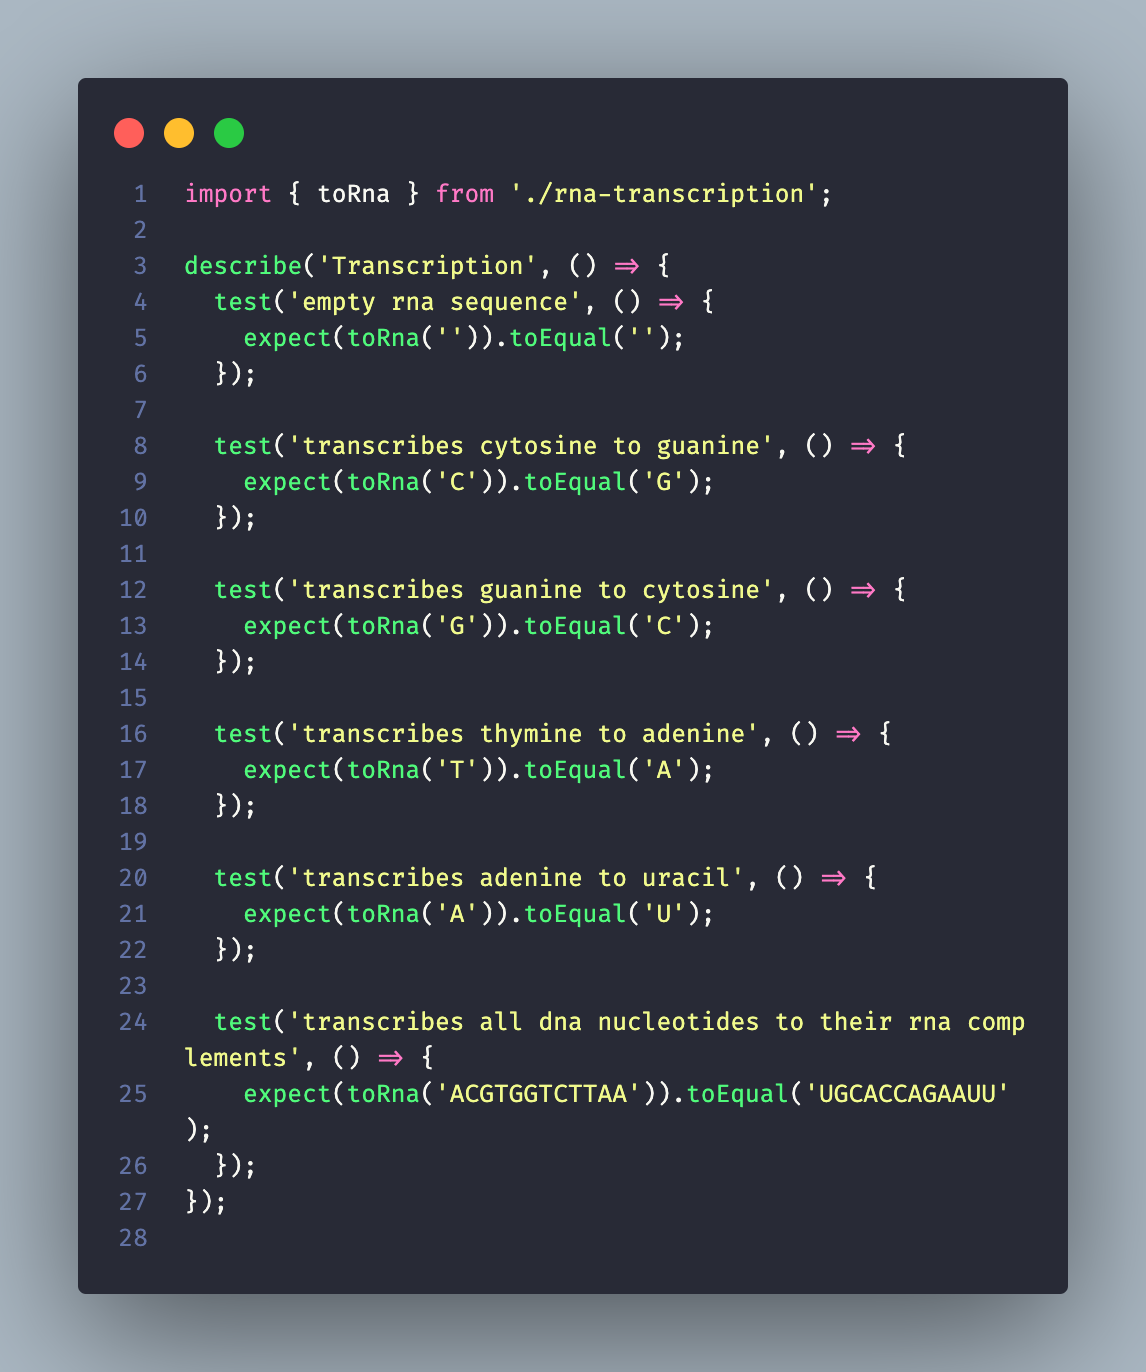 1 import { toRna } from './rna-transcription';
2
3 describe('Transcription', () => {
4   test('empty rna sequence', () => {
5     expect(toRna('')).toEqual('');
6   });
7
8   test('transcribes cytosine to guanine', () => {
9     expect(toRna('C')).toEqual('G');
10   });
11
12   test('transcribes guanine to cytosine', () => {
13     expect(toRna('G')).toEqual('C');
14   });
15
16   test('transcribes thymine to adenine', () => {
17     expect(toRna('T')).toEqual('A');
18   });
19
20   test('transcribes adenine to uracil', () => {
21     expect(toRna('A')).toEqual('U');
22   });
23
24   test('transcribes all dna nucleotides to their rna comp
lements', () => {
25     expect(toRna('ACGTGGTCTTAA')).toEqual('UGCACCAGAAUU'
);
26   });
27 });
28